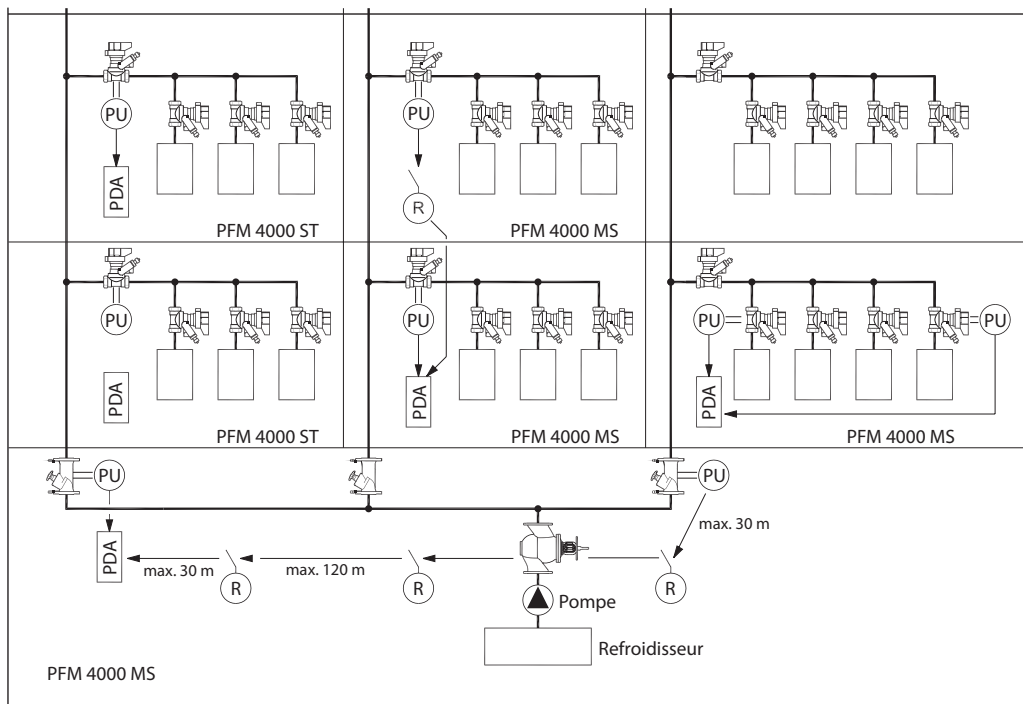 PU
PDA
PFM 4000 ST
PU
R
PFM 4000 MS
PU
PDA
PFM 4000 ST
PU
PDA
PFM 4000 MS
PU
PU
PDA
PFM 4000 MS
PU
PU
max. 30 m
PDA
max. 30 m
R
max. 120 m
R
R
Pompe
Refroidisseur
PFM 4000 MS